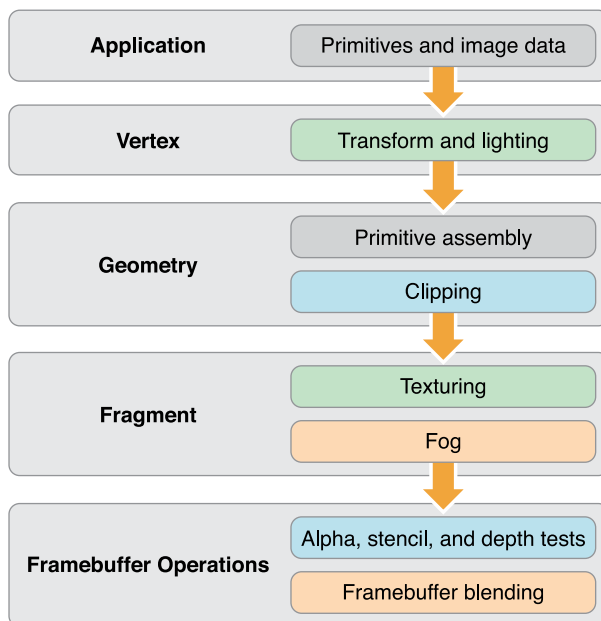 Application
Primitives and image data
Vertex
Transform and lighting
Geometry
Primitive assembly
Clipping
Fragment
Texturing
Fog
Framebuffer Operations
Alpha, stencil, and depth tests
Framebuffer blending